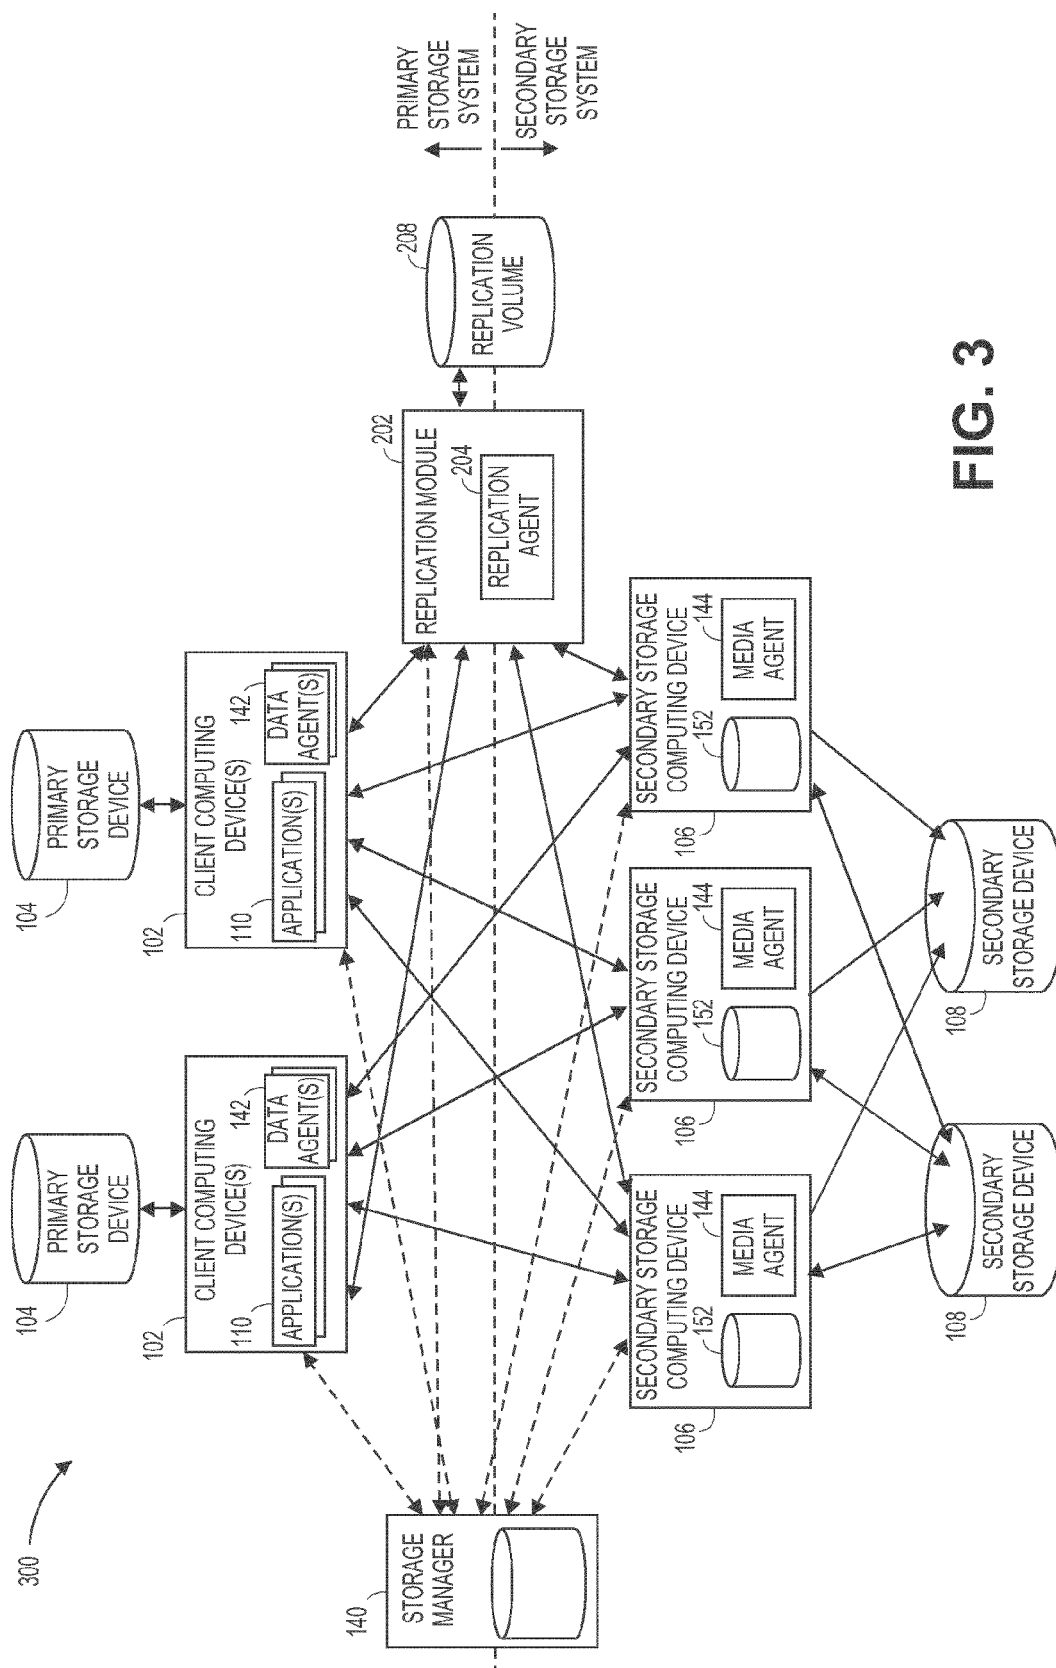 300
PRIMARY
STORAGE
DEVICE
104
PRIMARY
STORAGE
DEVICE
104
CLIENT COMPUTING
DEVICE(S)
102
110
APPLICATION(S)
142
DATA
AGENT(S)
CLIENT COMPUTING
DEVICE(S)
102
110
APPLICATION(S)
142
DATA
AGENT(S)
PRIMARY
STORAGE
SYSTEM
SECONDARY
STORAGE
SYSTEM
140
STORAGE
MANAGER
REPLICATION MODULE
202
204
REPLICATION
AGENT
208
REPLICATION
VOLUME
SECONDARY STORAGE
COMPUTING DEVICE
106
152
144
MEDIA
AGENT
SECONDARY STORAGE
COMPUTING DEVICE
106
152
144
MEDIA
AGENT
SECONDARY STORAGE
COMPUTING DEVICE
106
152
144
MEDIA
AGENT
SECONDARY
STORAGE DEVICE
108
SECONDARY
STORAGE DEVICE
108
FIG. 3